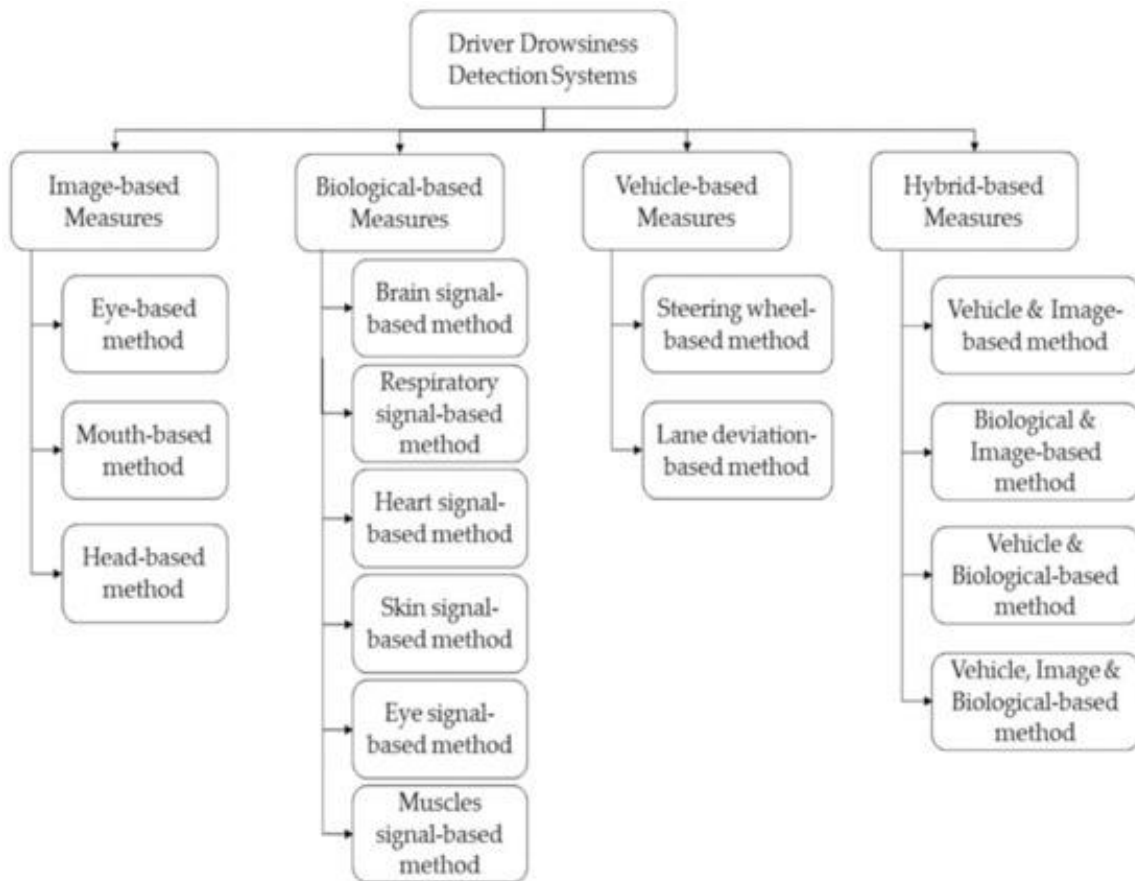 Driver Drowsiness
Detection Systems
Image-based
Measures
Biological-based
Measures
Vehicle-based
Measures
Hybrid-based
Measures
Eye-based
method
Mouth-based
method
Head-based
method
Brain signal-
based method
Respiratory
signal-based
method
Heart signal-
based method
Skin signal-
based method
Eye signal-
based method
Muscles
signal-based
method
Steering wheel-
based method
Lane deviation-
based method
Vehicle & Image-
based method
Biological &
Image-based
method
Vehicle &
Biological-based
method
Vehicle, Image &
Biological-based
method